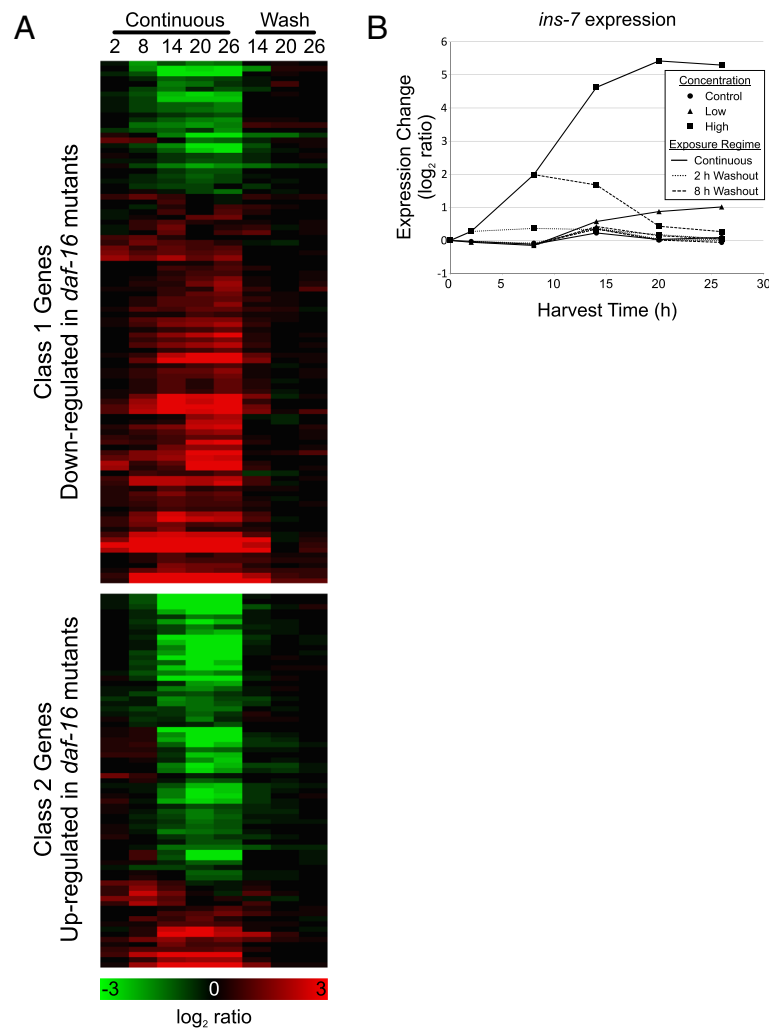 A
Continuous Wash
2 8 14 20 26 14 20 26
Class 1 Genes
Down-regulated in daf-16 mutants
Class 2 Genes
Up-regulated in daf-16 mutants
-3 0 3
log2 ratio
B
ins-7 expression
6
5
4
3
2
1
0
-1
Expression Change
(log2 ratio)
0 5 10 15 20 25 30
Harvest Time (h)
Concentration
Control
Low
High
Exposure Regime
Continuous
2 h Washout
8 h Washout